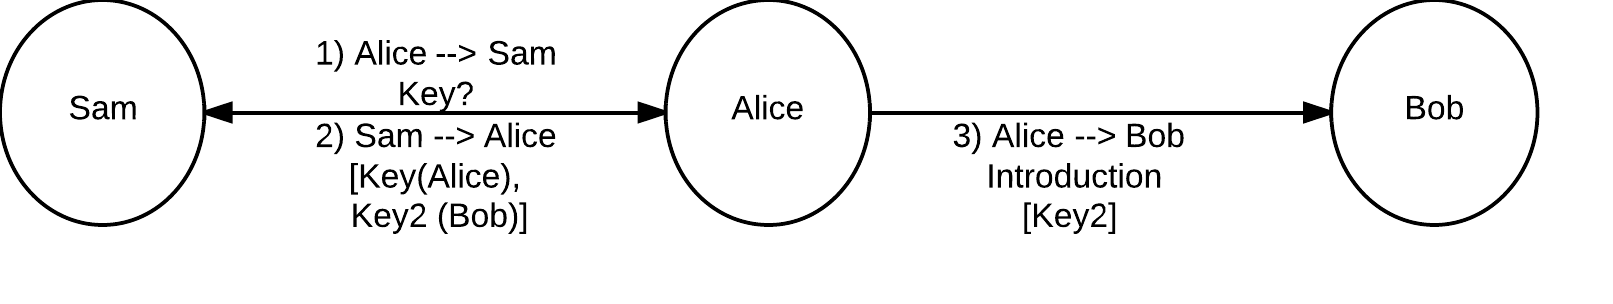 Sam
1) Alice --> Sam
Key?
2) Sam --> Alice
[Key(Alice),
Key2 (Bob)]
Alice
3) Alice --> Bob
Introduction
[Key2]
Bob